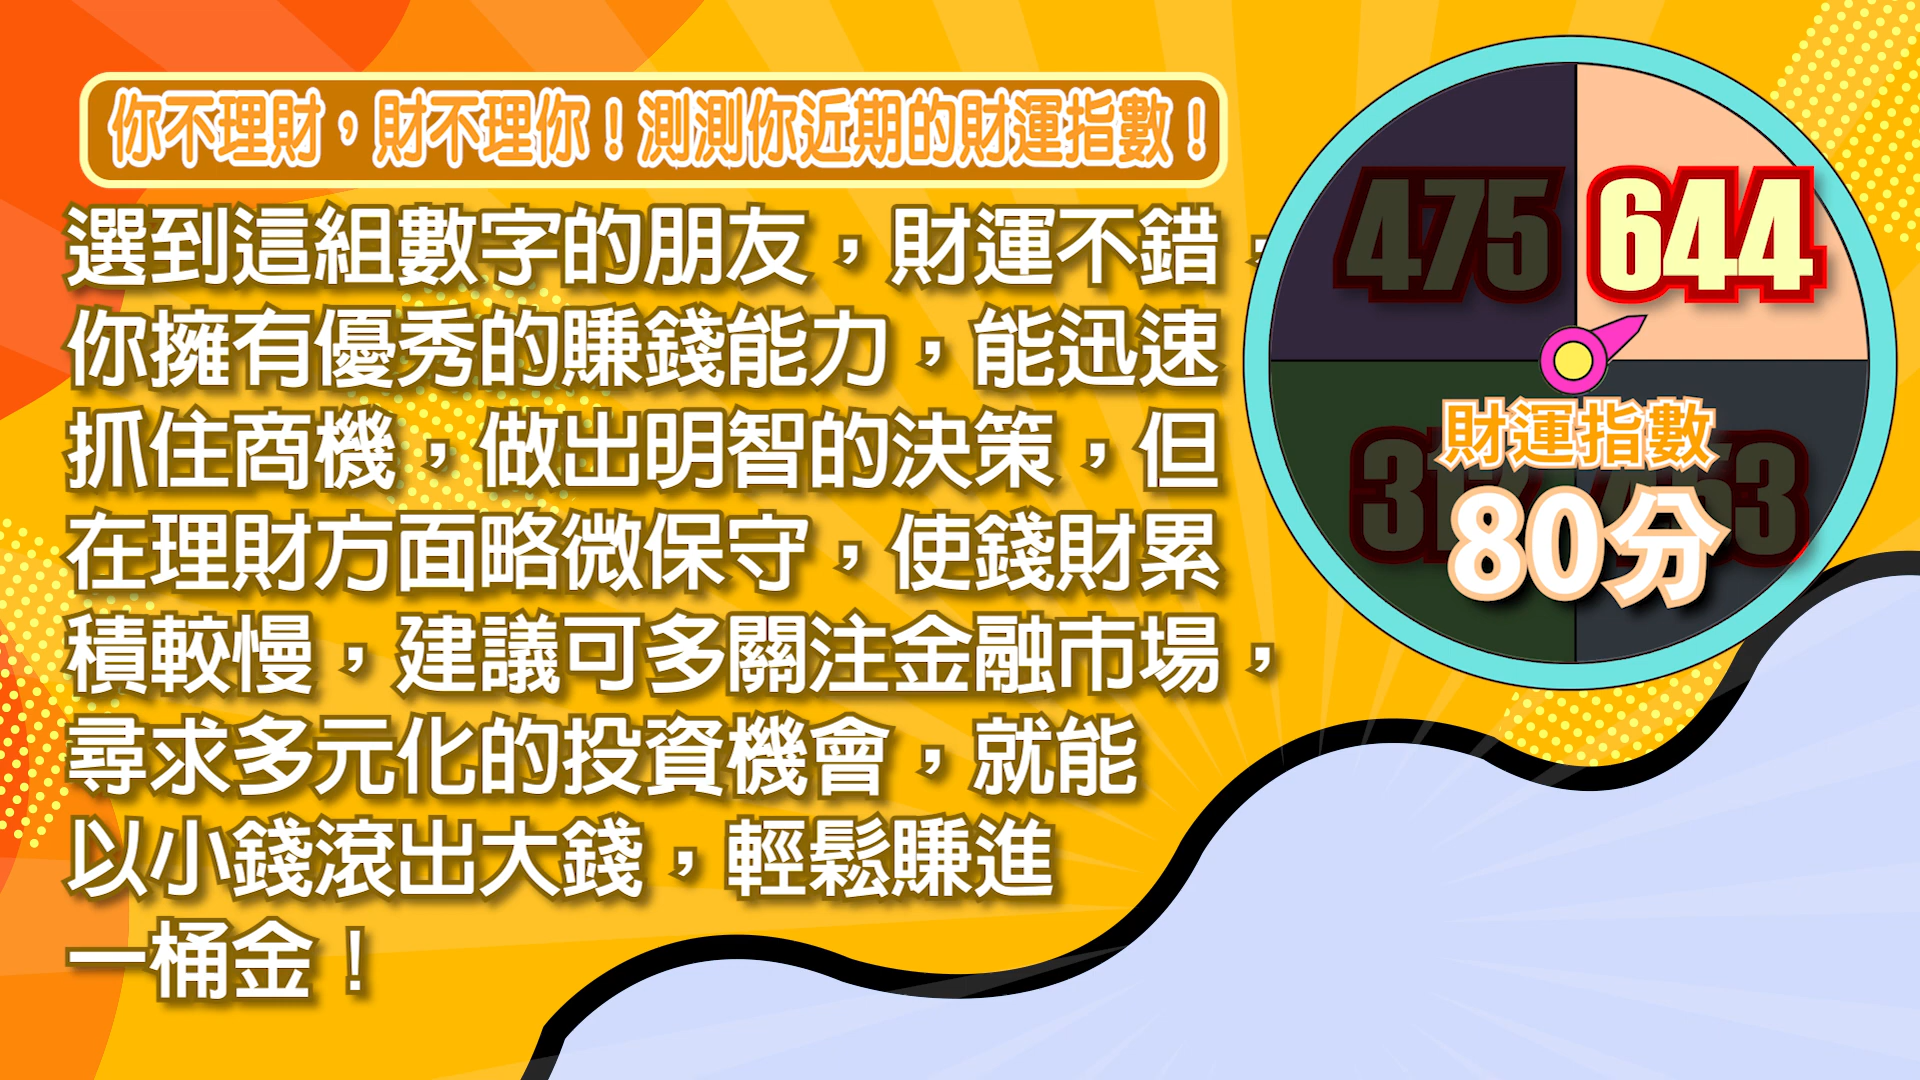 你不理財，財不理你！測測你近期的財運指數！
選到這組數字的朋友，財運不錯，
你擁有優秀的賺錢能力，能迅速
抓住商機，做出明智的決策，但
在理財方面略微保守，使錢財累
積較慢，建議可多關注金融市場，
尋求多元化的投資機會，就能
以小錢滾出大錢，輕鬆賺進
一桶金！
475
644
財運指數
80分